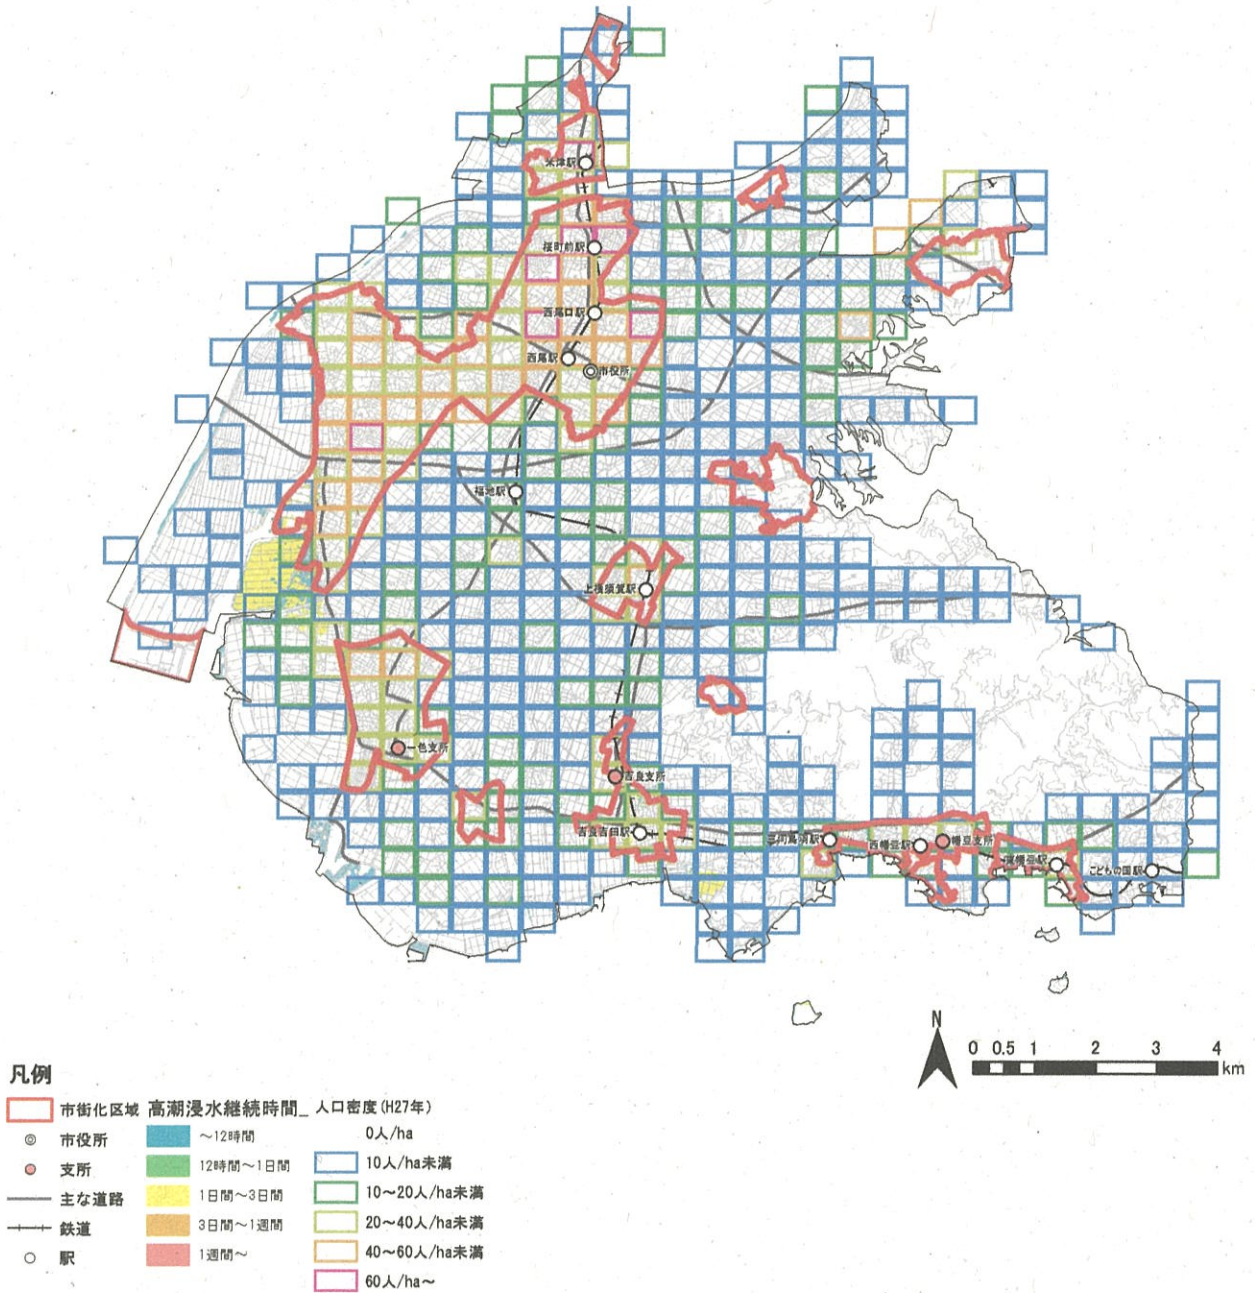 米津駅
桜町前駅
西尾口駅
西尾駅
市役所
福地駅
上横須賀駅
一色支所
吉良支所
吉良吉田駅
三河鳥羽駅
西幡豆駅
幡豆支所
東幡豆駅
こどもの国駅
N
0 0.5 1 2 3 4
km
凡例
市街化区域
市役所
支所
主な道路
鉄道
駅
高潮浸水継続時間_
~12時間
12時間~1日間
1日間~3日間
3日間~1週間
1週間~
人口密度(H27年)
0人/ha
10人/ha未満
10~20人/ha未満
20~40人/ha未満
40~60人/ha未満
60人/ha~